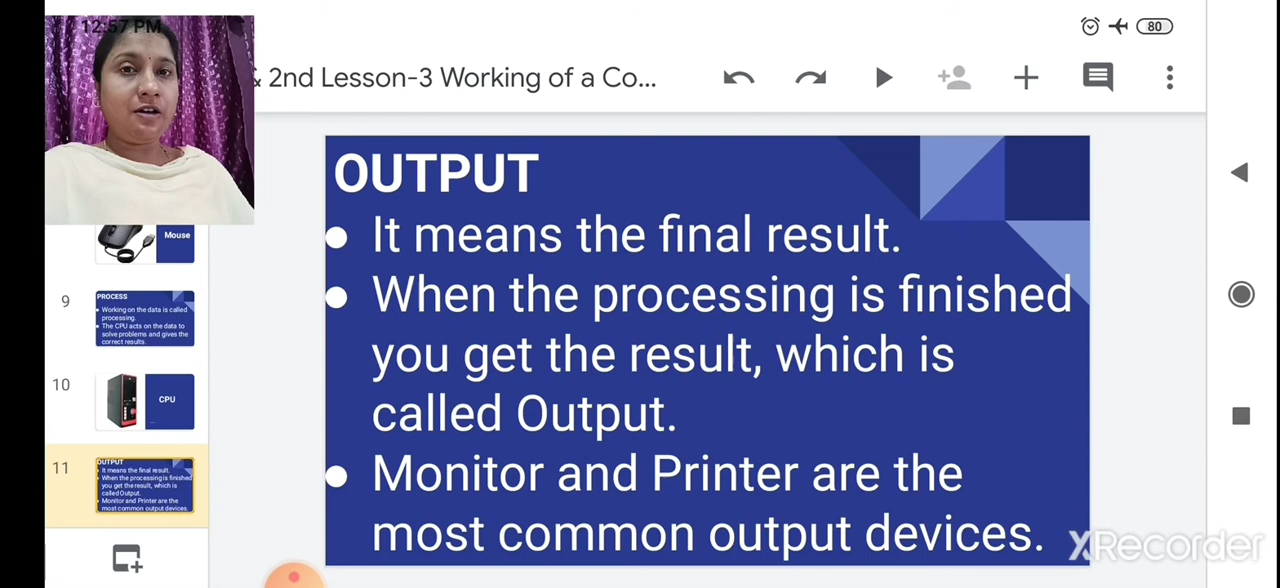 12:57 PM
80
& 2nd Lesson-3 Working of a Co...
OUTPUT
● It means the final result.
● When the processing is finished
you get the result, which is
called Output.
● Monitor and Printer are the
most common output devices.
Mouse
9
PROCESS
● Working on the data is called
processing.
● The CPU acts on the data to
solve problems and gives the
correct results.
10
CPU
11
OUTPUT
● It means the final result.
● When the processing is finished
you get the result, which is
called Output.
● Monitor and Printer are the
most common output devices.
XRecorder